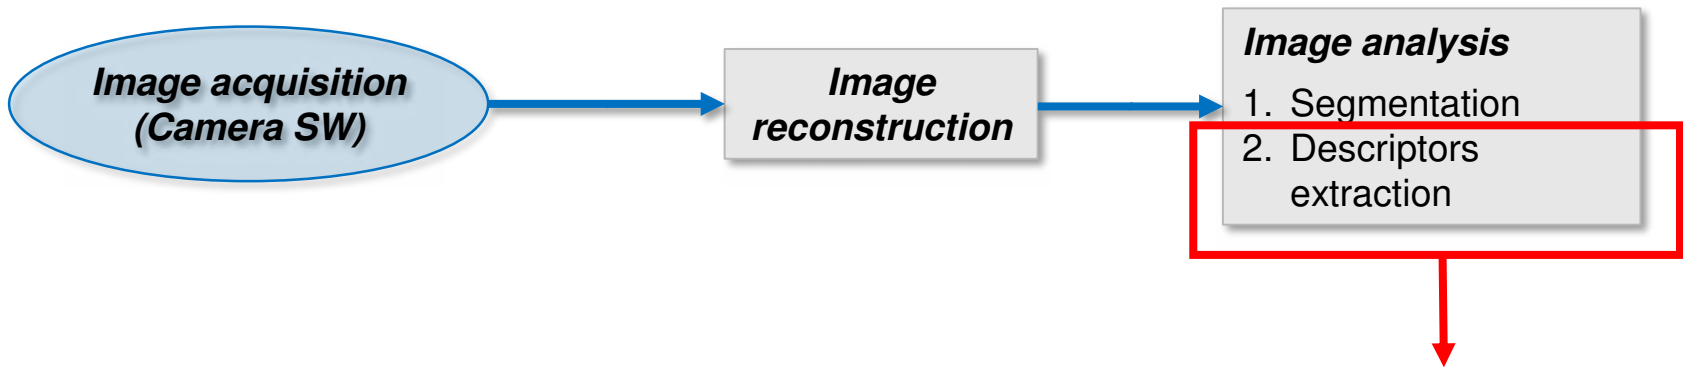 Image acquisition
(Camera SW)
Image
reconstruction
Image analysis
1. Segmentation
2. Descriptors
extraction